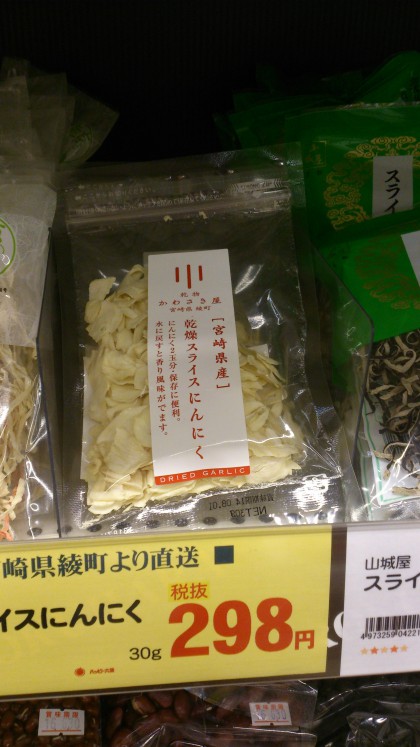 乾物
かわさき屋
宮崎県 綾町
[宮崎県産]
乾燥スライスにんにく
にんにく2玉分・保存に便利。
水に戻すと香り風味がでます。
DRIED GARLIC
スライ
崎県綾町より直送
イスにんにく
税抜
30g
298円
山城屋
スライ